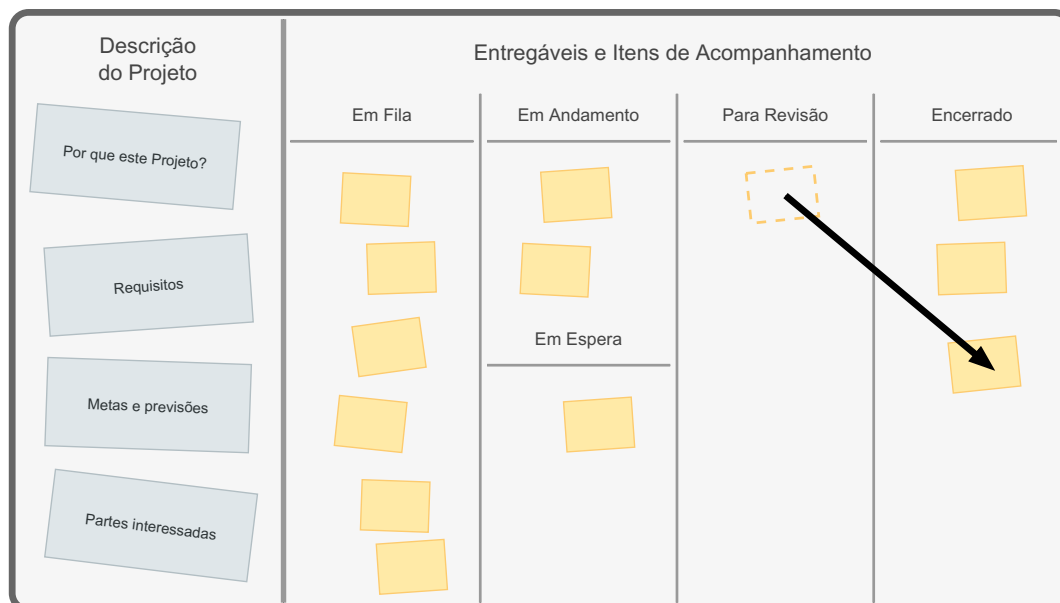 Descrição
do Projeto
Por que este Projeto?
Requisitos
Metas e previsões
Partes interessadas
Entregáveis e Itens de Acompanhamento
Em Fila
Em Andamento
Em Espera
Para Revisão
Encerrado